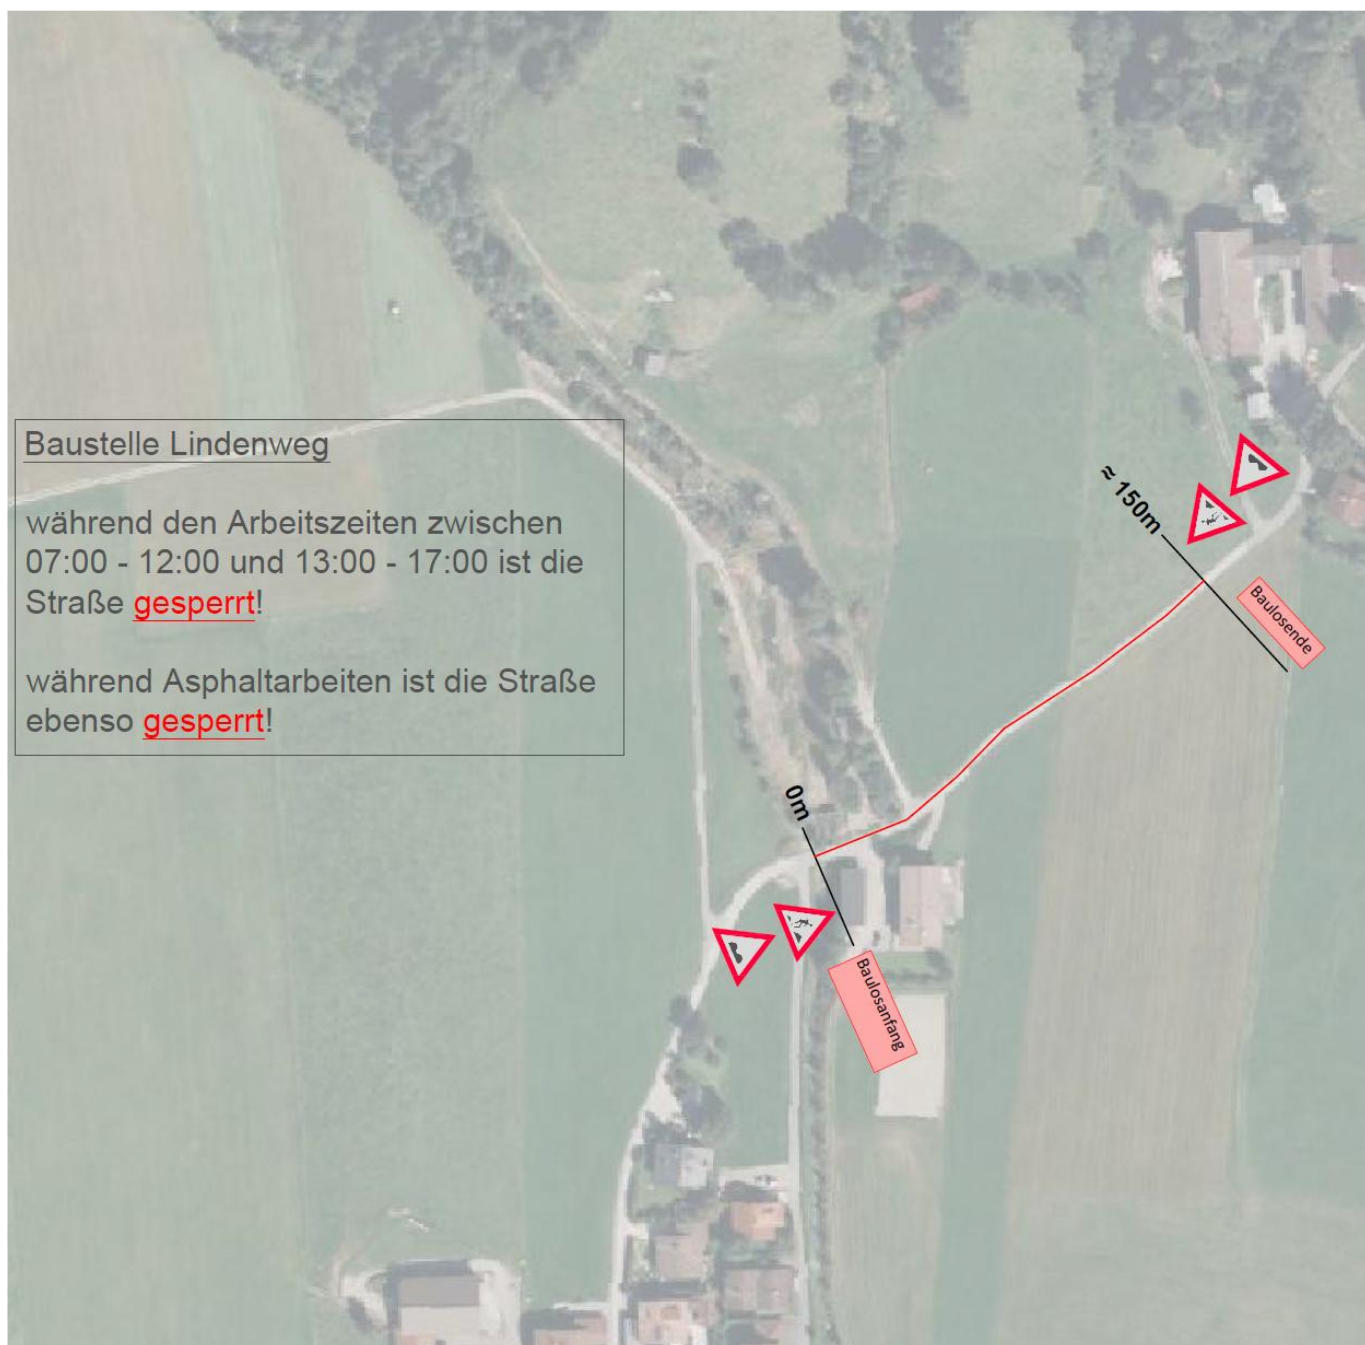 Baustelle Lindenweg
während den Arbeitszeiten zwischen
07:00 - 12:00 und 13:00 - 17:00 ist die
Straße gesperrt!
während Asphaltarbeiten ist die Straße
ebenso gesperrt!
≈ 150m
Baulosende
0m
Baulosanfang